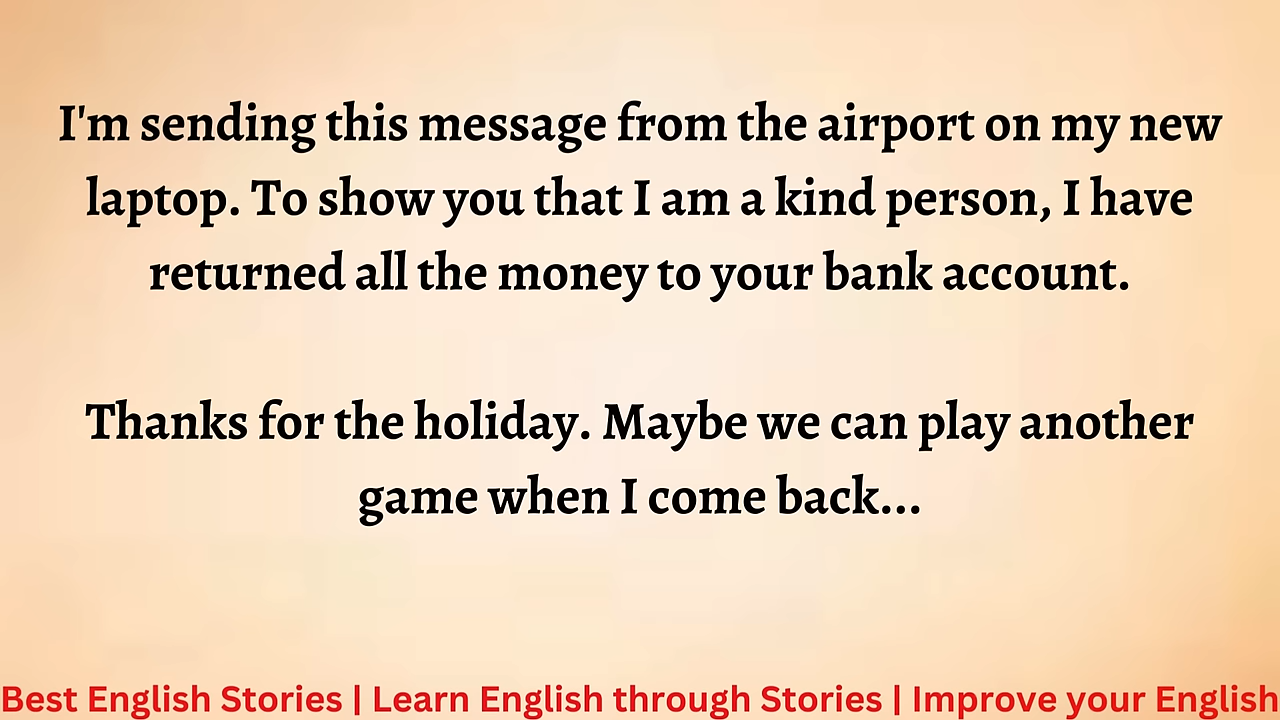 I'm sending this message from the airport on my new
laptop. To show you that I am a kind person, I have
returned all the money to your bank account.
Thanks for the holiday. Maybe we can play another
game when I come back...
Best English Stories | Learn English through Stories | Improve your English